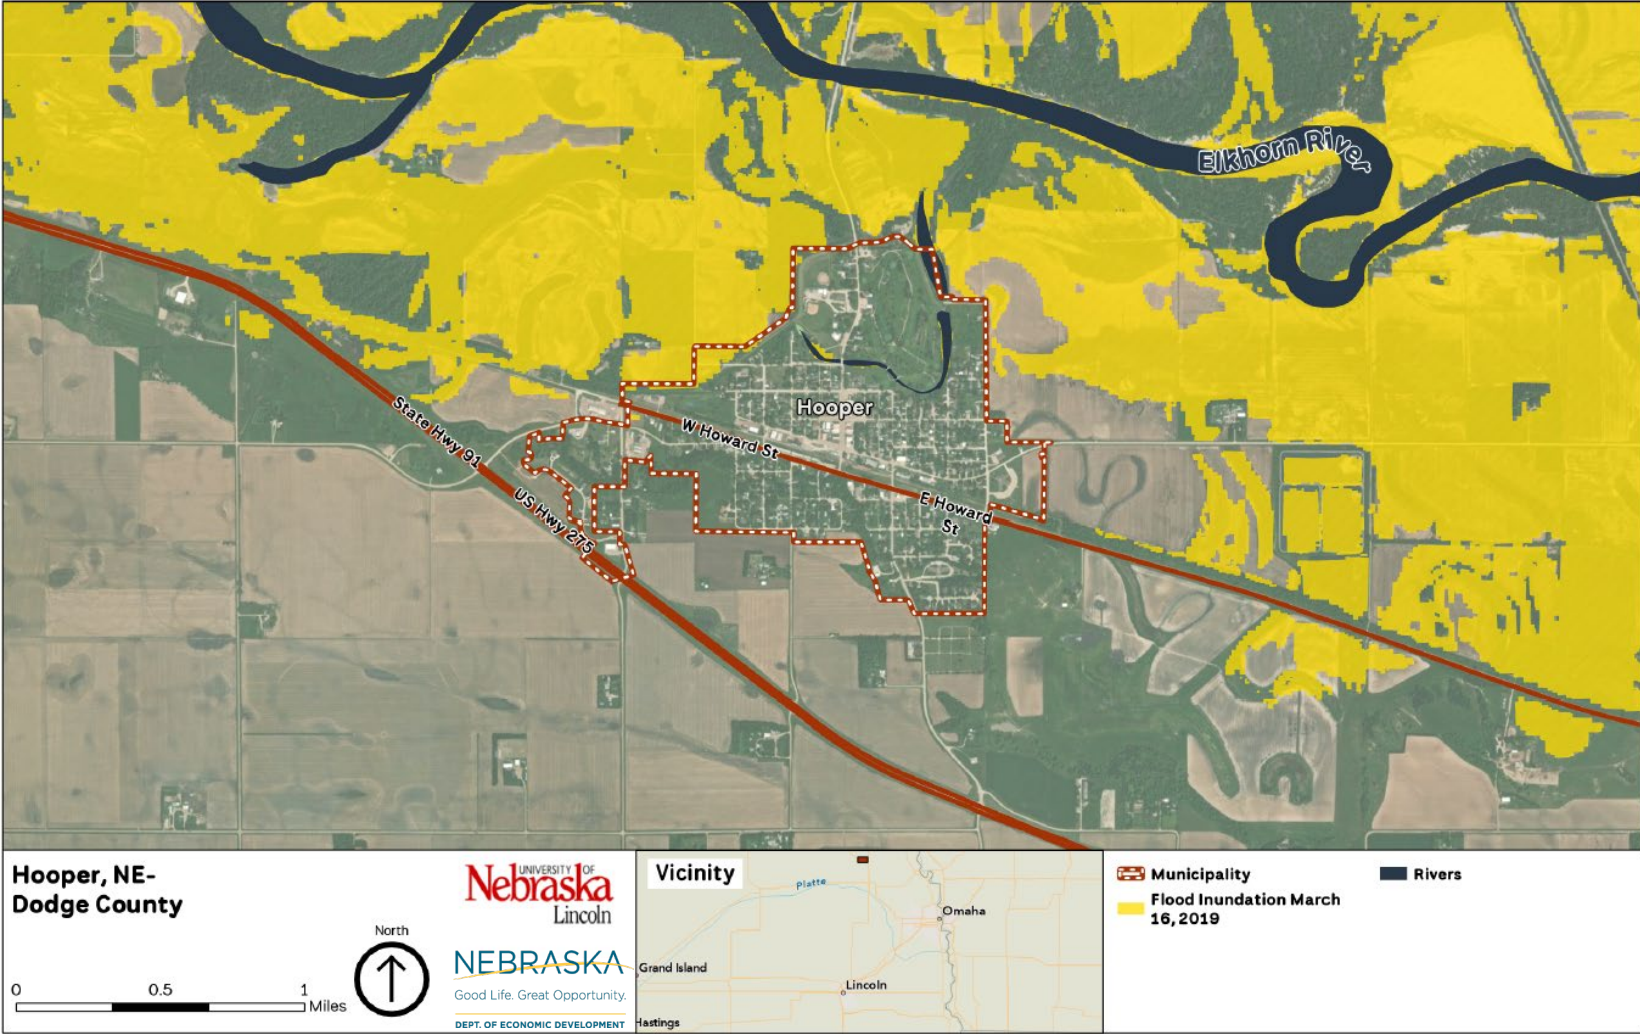 Elkhorn River
Hooper
State Hwy 91
W Howard St
US Hwy 275
E Howard
St
Hooper, NE-
Dodge County
North
0 0.5 1
Miles
UNIVERSITY OF
Nebraska
Lincoln
NEBRASKA
Good Life. Great Opportunity.
DEPT. OF ECONOMIC DEVELOPMENT
Vicinity
Platte
Omaha
Grand Island
Lincoln
Hastings
Municipality
Flood Inundation March
16, 2019
Rivers